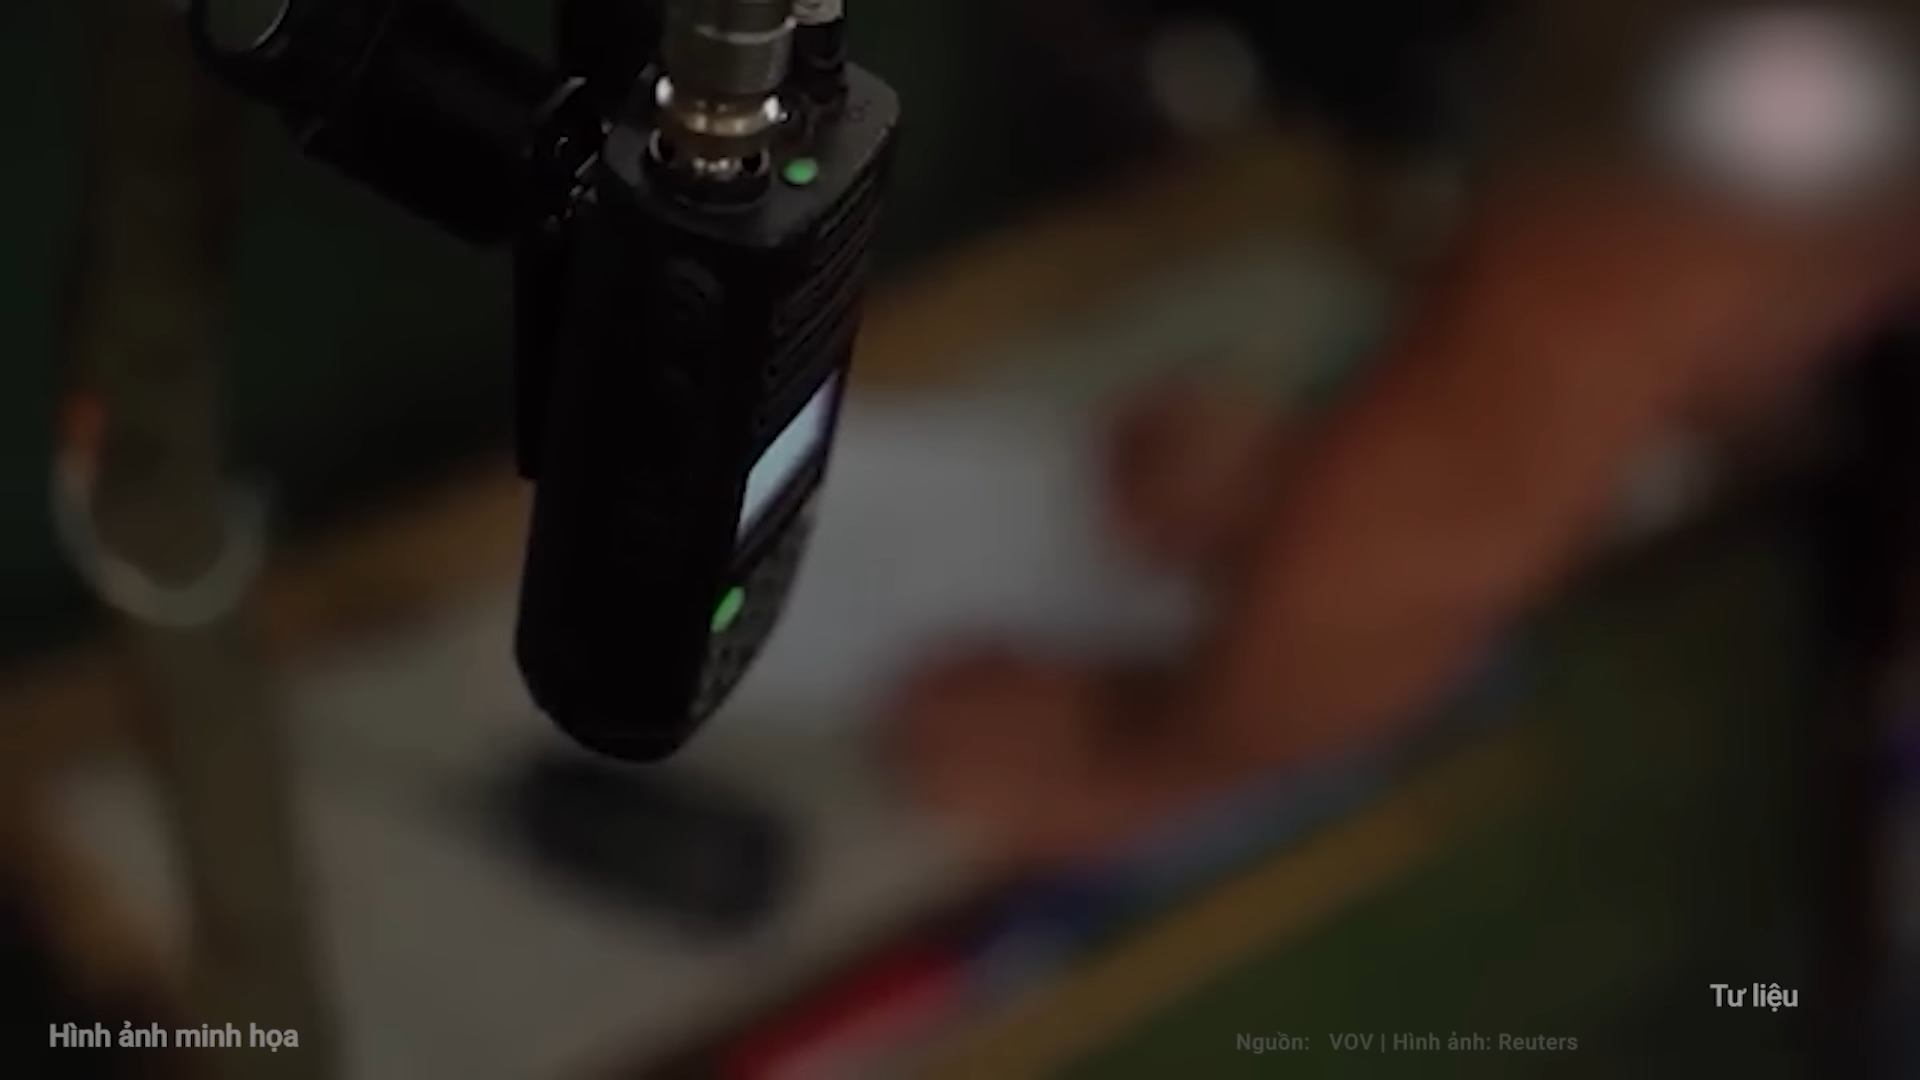 Tư liệu
Hình ảnh minh họa
Nguồn: VOV | Hình ảnh: Reuters